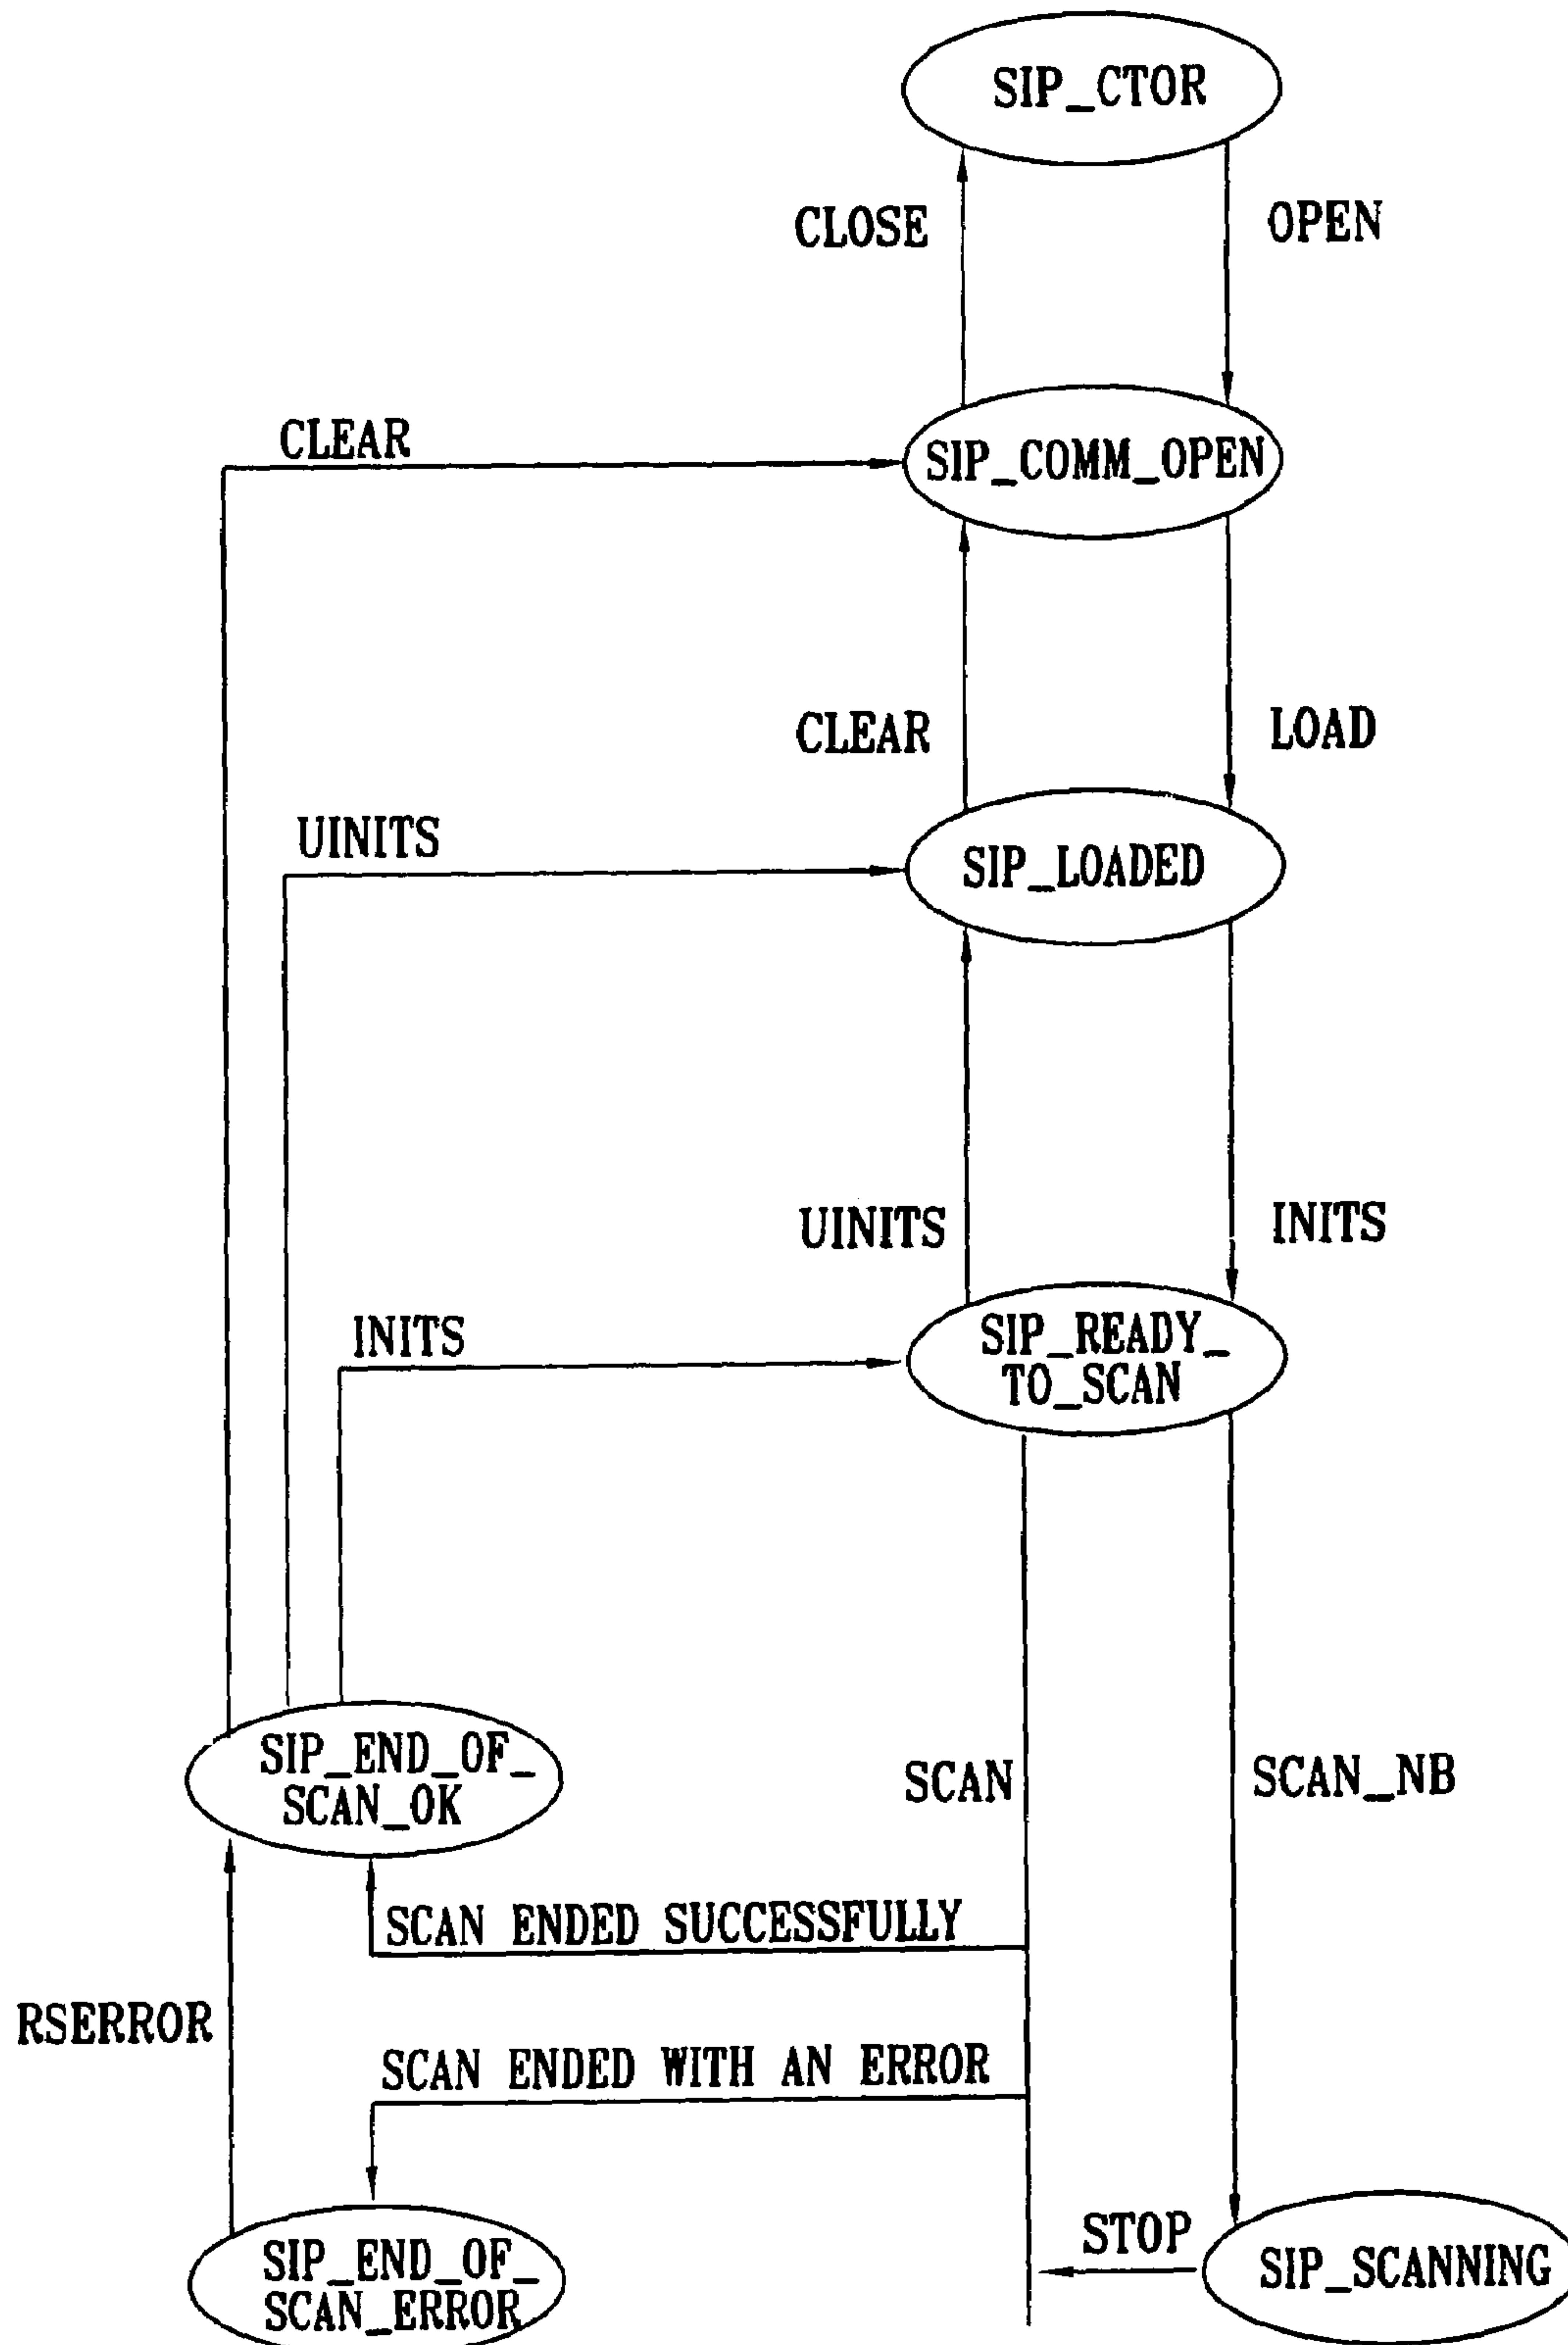 SIP_CTOR
CLOSE
OPEN
CLEAR
SIP_COMM_OPEN
CLEAR
LOAD
UINITS
SIP_LOADED
UINITS
INITS
INITS
SIP_READY_
TO_SCAN
SIP_END_OF_
SCAN_OK
SCAN
SCAN_NB
SCAN ENDED SUCCESSFULLY
RSERROR
SCAN ENDED WITH AN ERROR
STOP
SIP_SCANNING
SIP_END_OF_
SCAN_ERROR